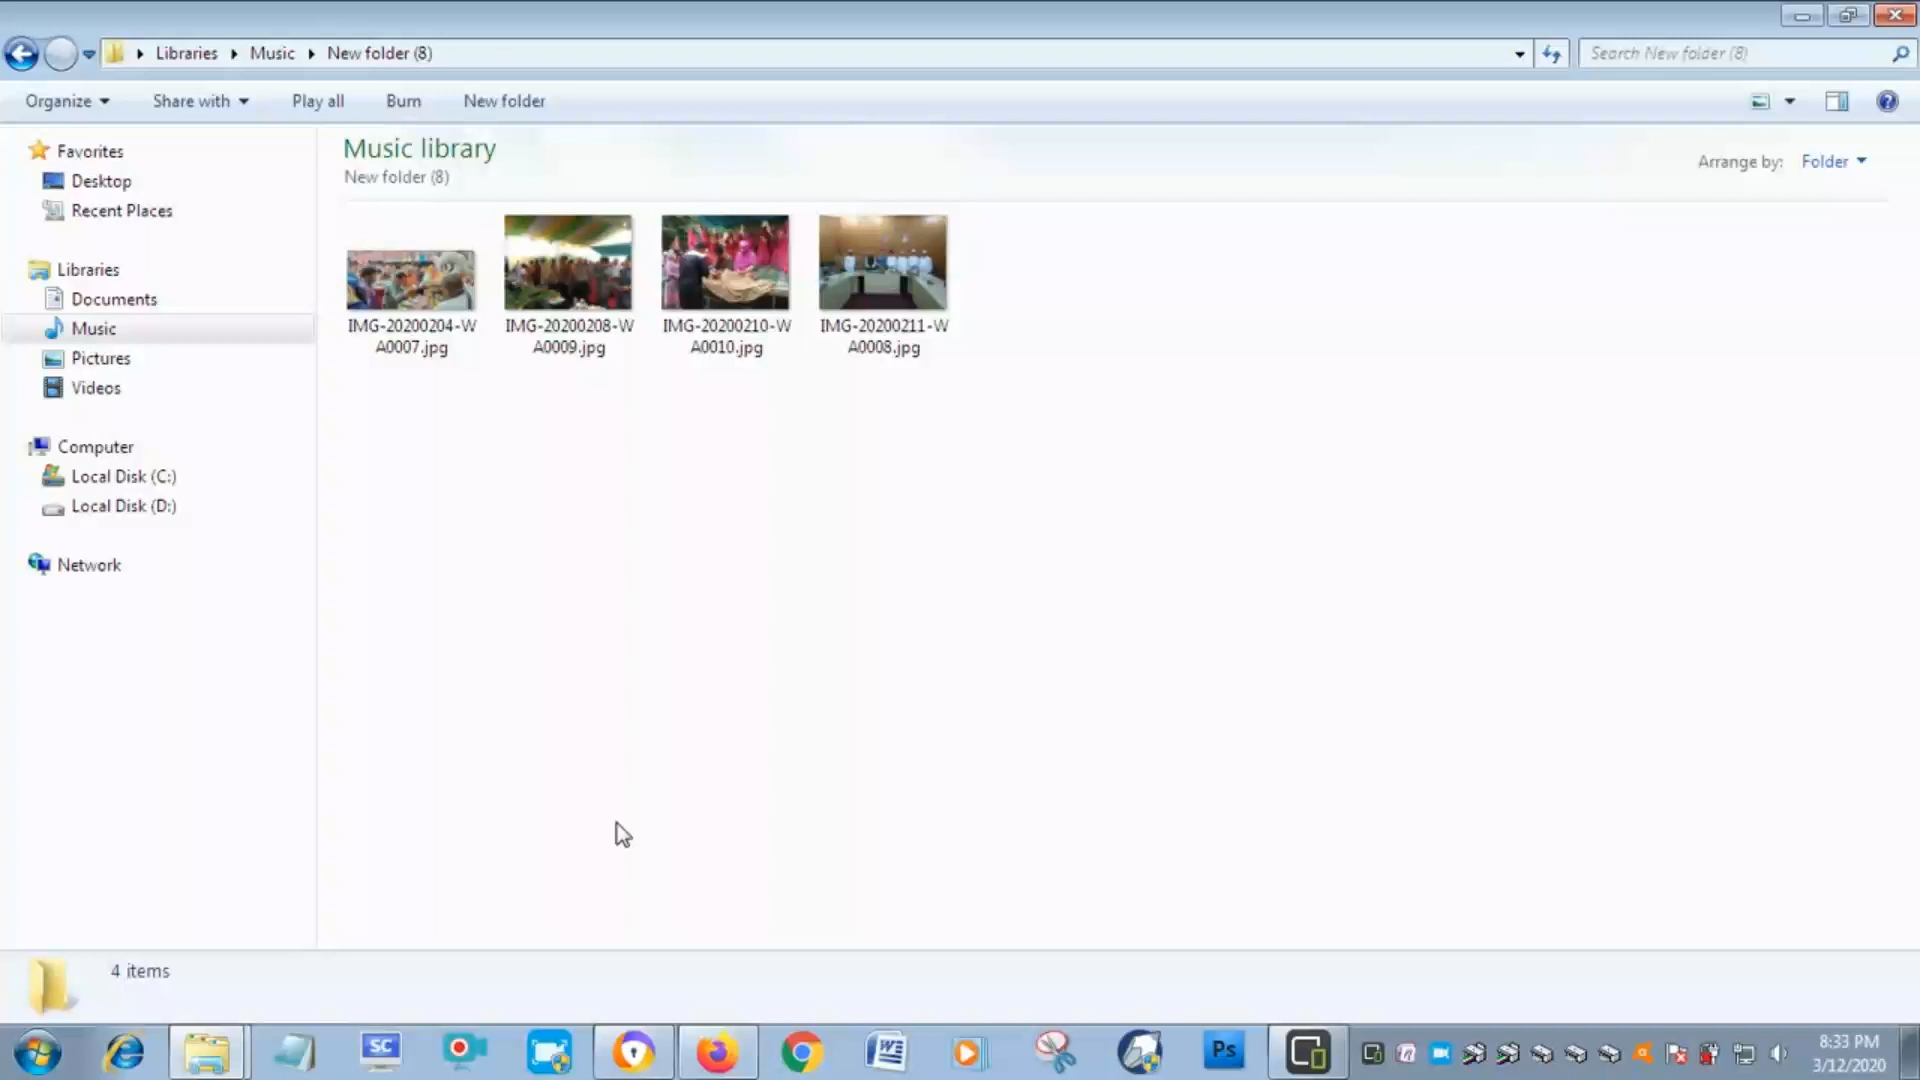 Libraries Music New folder (8)
Search New folder (8)
Organize Share with Play all Burn New folder
Favorites
Desktop
Recent Places
Libraries
Documents
Music
Pictures
Videos
Computer
Local Disk (C:)
Local Disk (D:)
Network
Music library
New folder (8)
Arrange by: Folder
IMG-20200204-W
A0007.jpg
IMG-20200208-W
A0009.jpg
IMG-20200210-W
A0010.jpg
IMG-20200211-W
A0008.jpg
4 items
SC
Ps
8:33 PM
3/12/2020